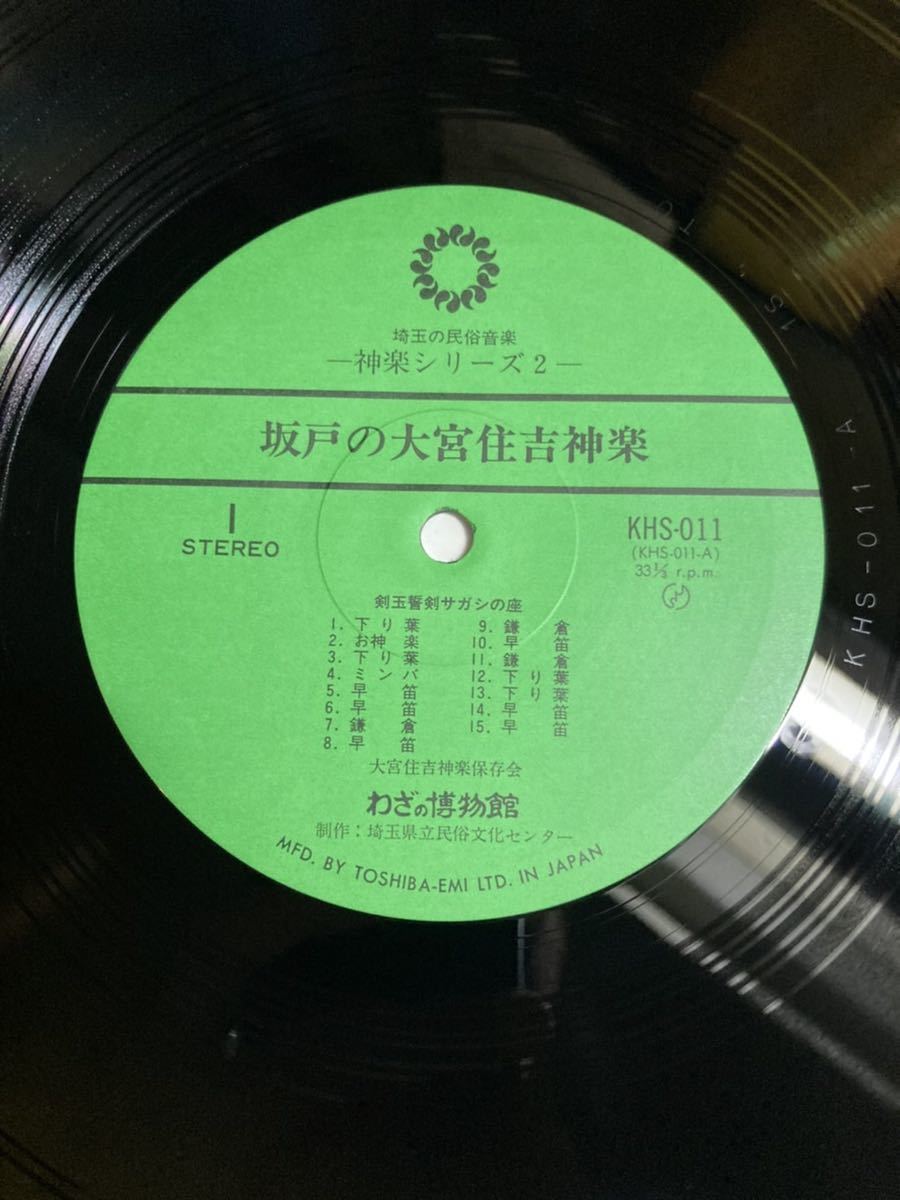 埼玉の民俗音楽
—神楽シリーズ2—
坂戸の大宮住吉神楽
1
STEREO
KHS-011
(KHS-011-A)
33⅓ r.p.m.
剣玉誓剣サガシの座
1. 下り葉
2. お神楽
3. 下り葉
4. ミンバ
5. 早笛
6. 早笛
7. 鎌倉
8. 早笛
9. 鎌倉
10. 早笛
11. 鎌倉
12. 下り葉
13. 下り葉
14. 早笛
15. 早笛
大宮住吉神楽保存会
わざの博物館
制作：埼玉県立民俗文化センター
MFD. BY TOSHIBA-EMI LTD. IN JAPAN
KHS-011-A